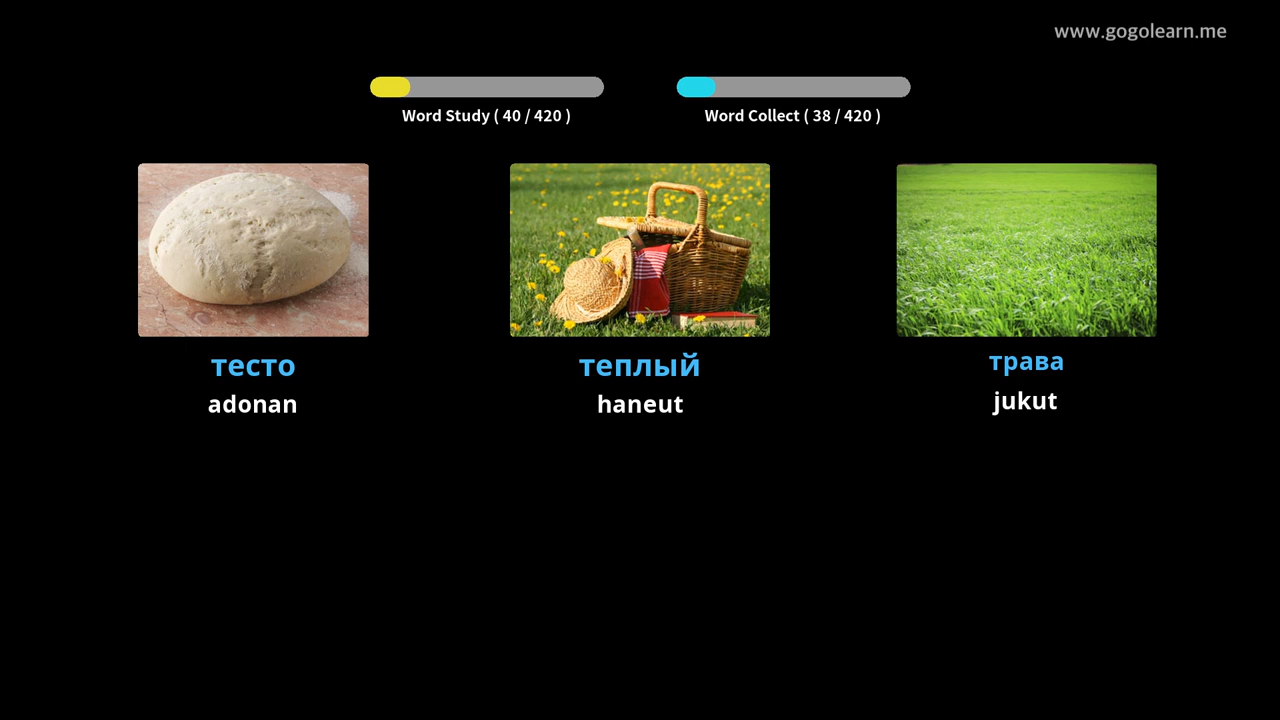 www.gogolearn.me
Word Study ( 40 / 420 )
Word Collect ( 38 / 420 )
тесто
adonan
теплый
haneut
трава
jukut